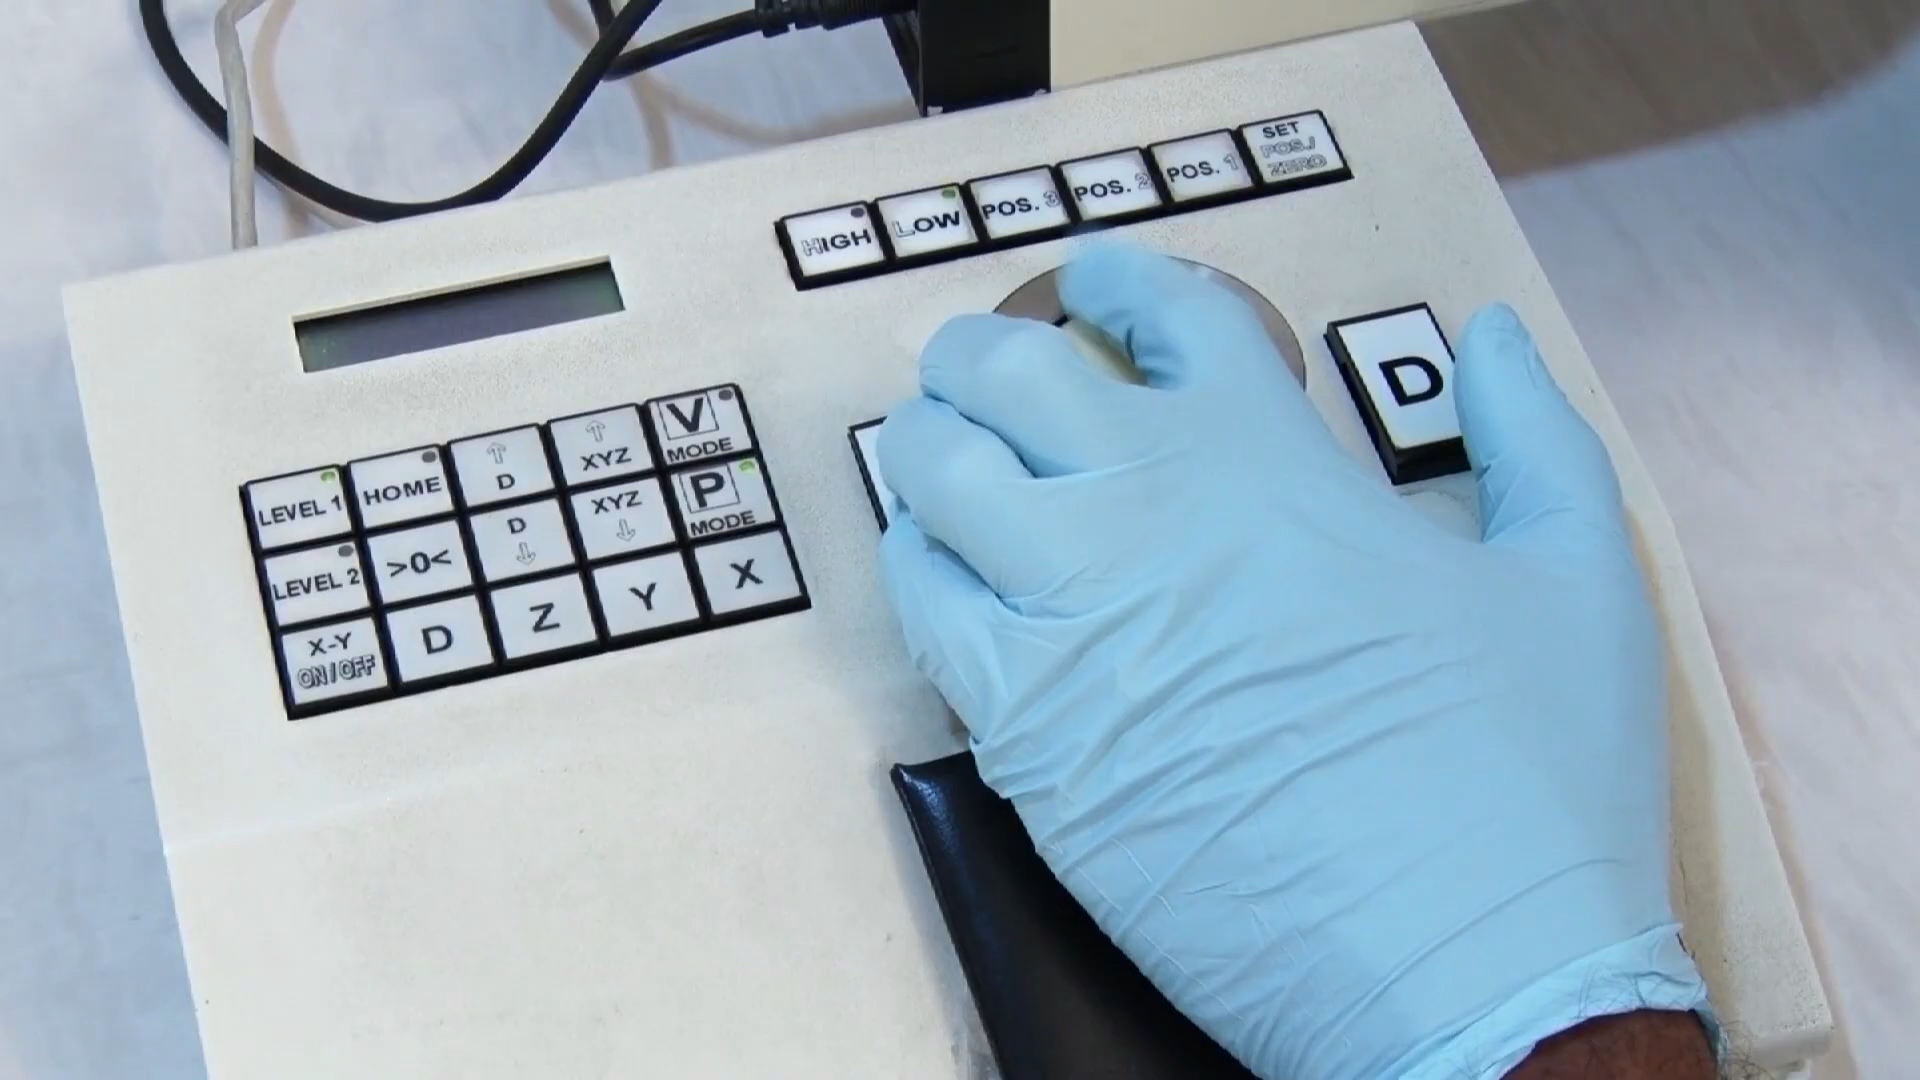 HIGH
LOW
POS. 3
POS. 2
POS. 1
SET
POS./
ZERO
D
LEVEL 1
HOME
↑
D
↑
XYZ
V
MODE
LEVEL 2
>0<
D
↓
XYZ
↓
P
MODE
X-Y
ON/OFF
D
Z
Y
X